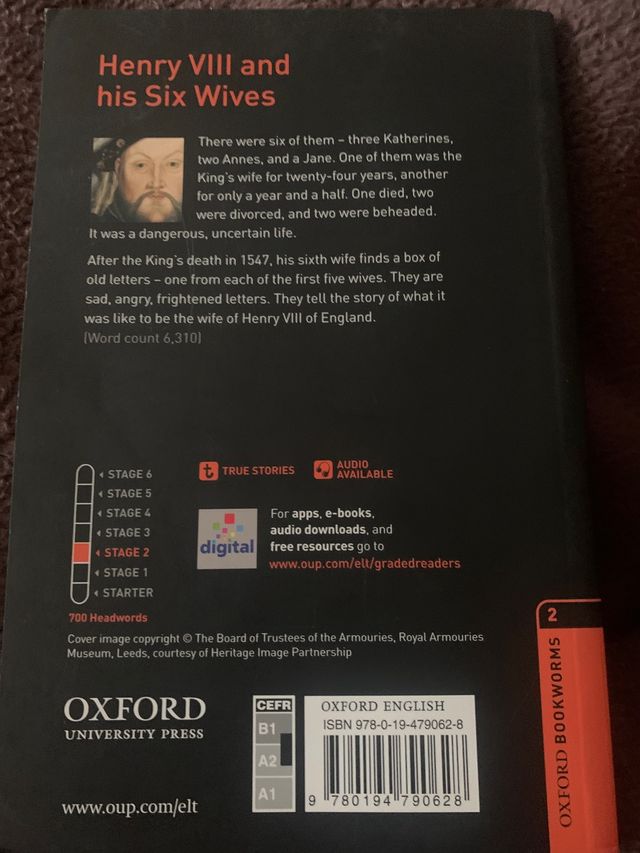 Henry VIII and
his Six Wives
There were six of them – three Katherines,
two Annes, and a Jane. One of them was the
King's wife for twenty-four years, another
for only a year and a half. One died, two
were divorced, and two were beheaded.
It was a dangerous, uncertain life.
After the King's death in 1547, his sixth wife finds a box of
old letters – one from each of the first five wives. They are
sad, angry, frightened letters. They tell the story of what it
was like to be the wife of Henry VIII of England.
(Word count 6,310)
STAGE 6
STAGE 5
STAGE 4
STAGE 3
STAGE 2
STAGE 1
STARTER
700 Headwords
t TRUE STORIES
AUDIO
AVAILABLE
digital
For apps, e-books,
audio downloads, and
free resources go to
www.oup.com/elt/gradedreaders
Cover image copyright © The Board of Trustees of the Armouries, Royal Armouries
Museum, Leeds, courtesy of Heritage Image Partnership
OXFORD
UNIVERSITY PRESS
www.oup.com/elt
CEFR
B1
A2
A1
OXFORD ENGLISH
ISBN 978-0-19-479062-8
9 780194 790628
2
OXFORD BOOKWORMS